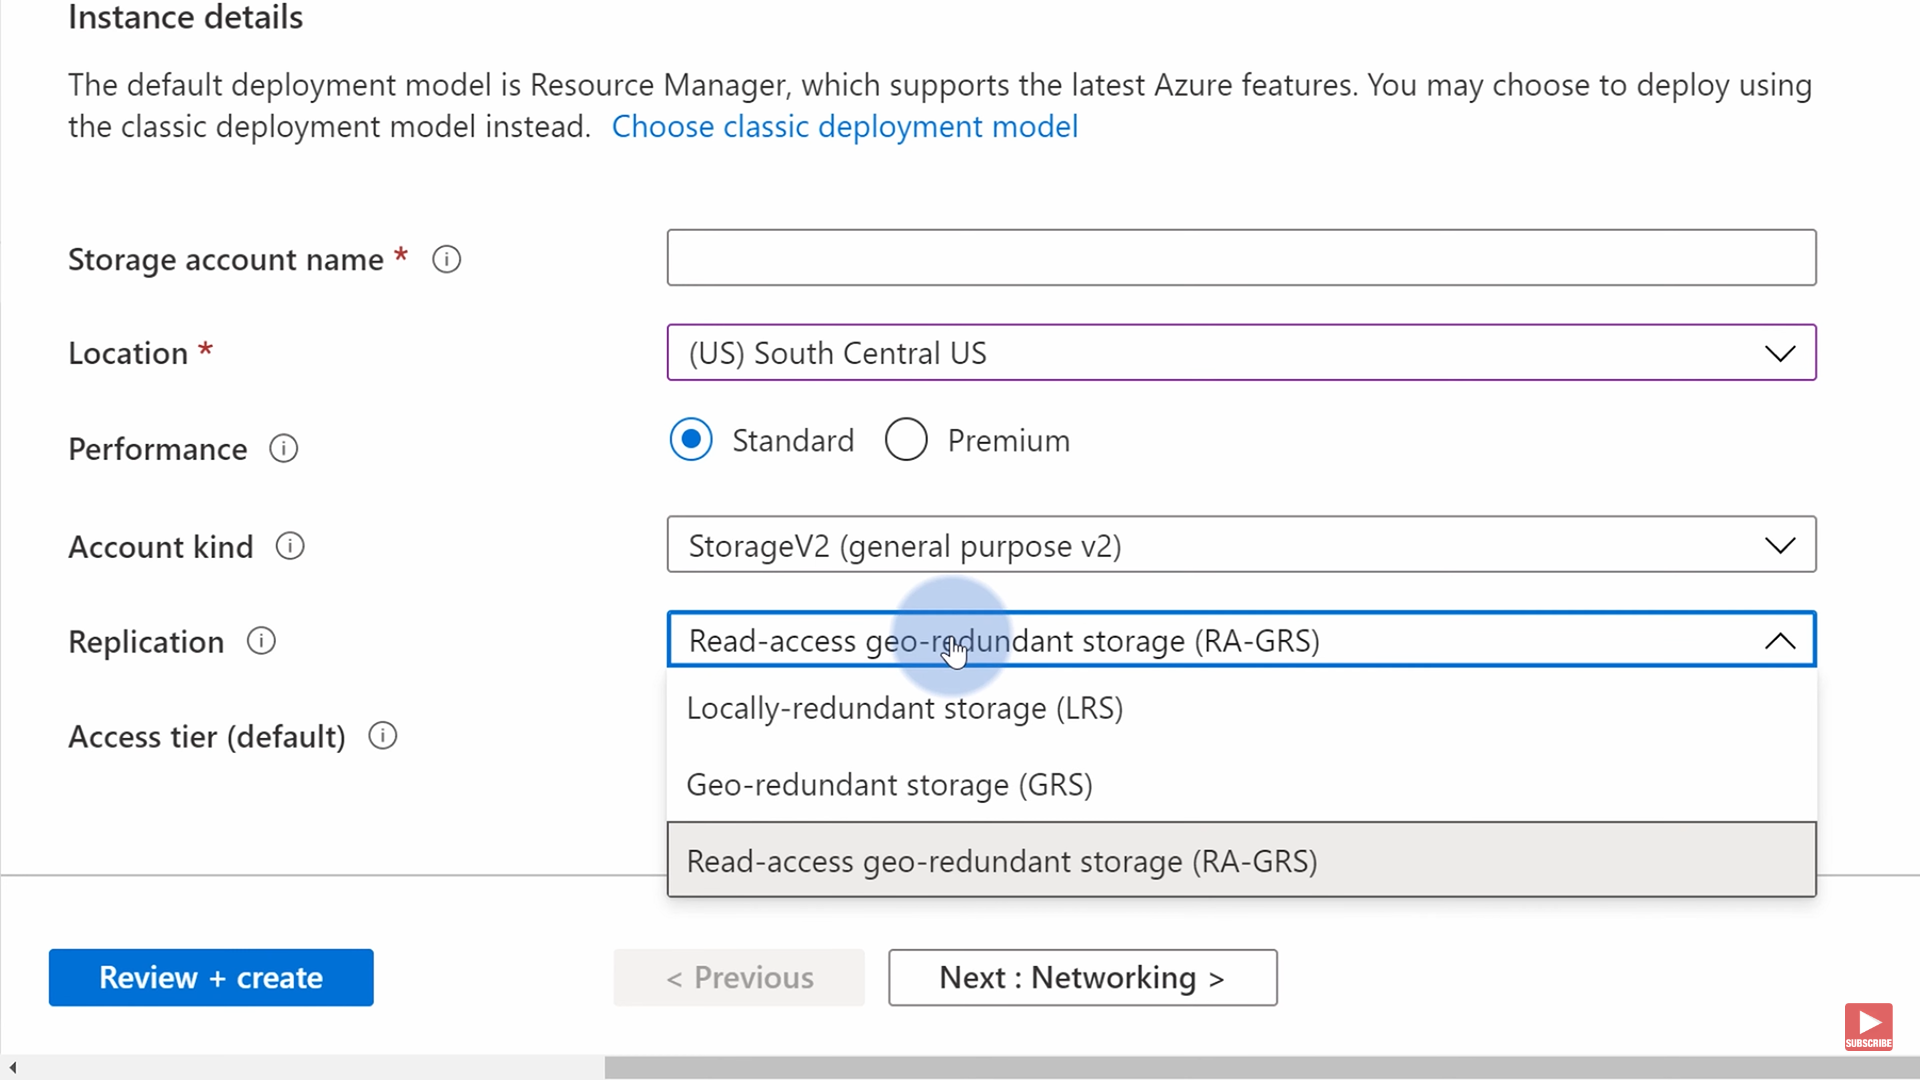 Instance details
The default deployment model is Resource Manager, which supports the latest Azure features. You may choose to deploy using
the classic deployment model instead. Choose classic deployment model
Storage account name *
Location *
(US) South Central US
Performance
Standard
Premium
Account kind
StorageV2 (general purpose v2)
Replication
Read-access geo-redundant storage (RA-GRS)
Locally-redundant storage (LRS)
Access tier (default)
Geo-redundant storage (GRS)
Read-access geo-redundant storage (RA-GRS)
Review + create
< Previous
Next : Networking >
SUBSCRIBE